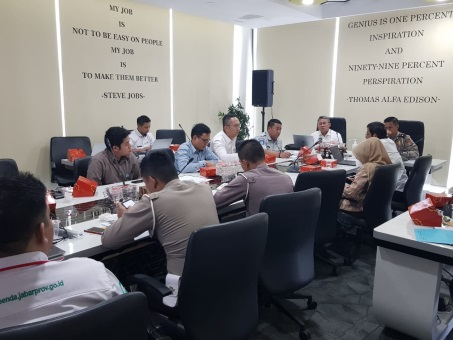 MY JOB
IS
NOT TO BE EASY ON PEOPLE
MY JOB
IS
TO MAKE THEM BETTER
-STEVE JOBS-
GENIUS IS ONE PERCENT
INSPIRATION
AND
NINETY-NINE PERCENT
PERSPIRATION
-THOMAS ALFA EDISON-
penda.jabarprov.go.id